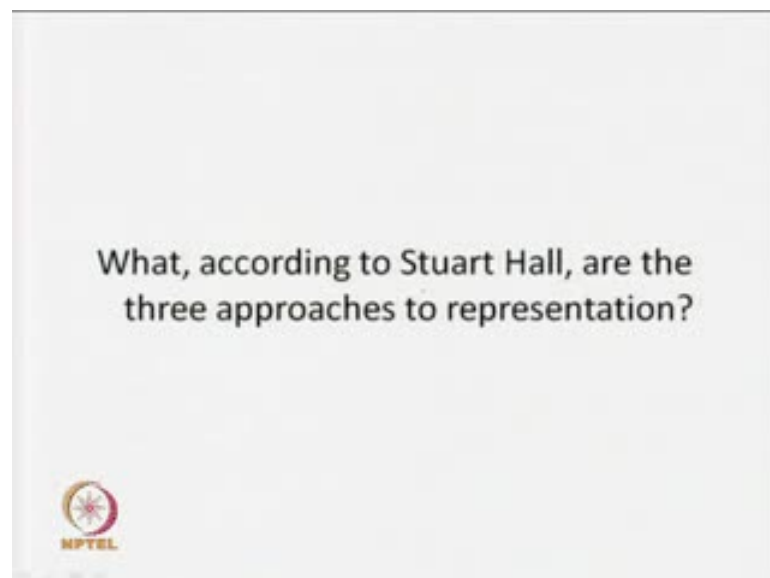 What, according to Stuart Hall, are the
three approaches to representation?
NPTEL